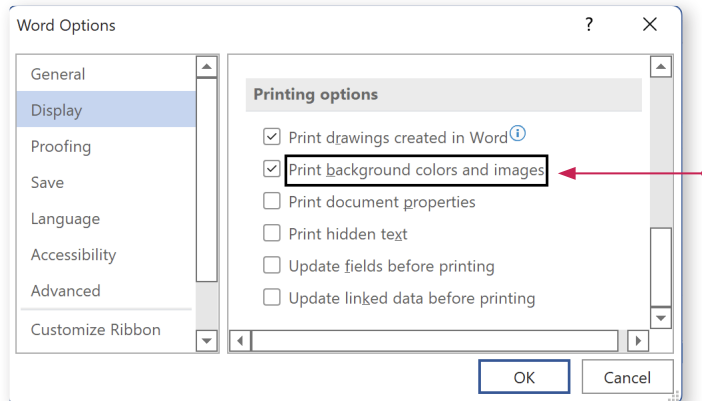 Word Options
?
General
Display
Proofing
Save
Language
Accessibility
Advanced
Customize Ribbon
Printing options
Print drawings created in Word
Print background colors and images
Print document properties
Print hidden text
Update fields before printing
Update linked data before printing
OK
Cancel